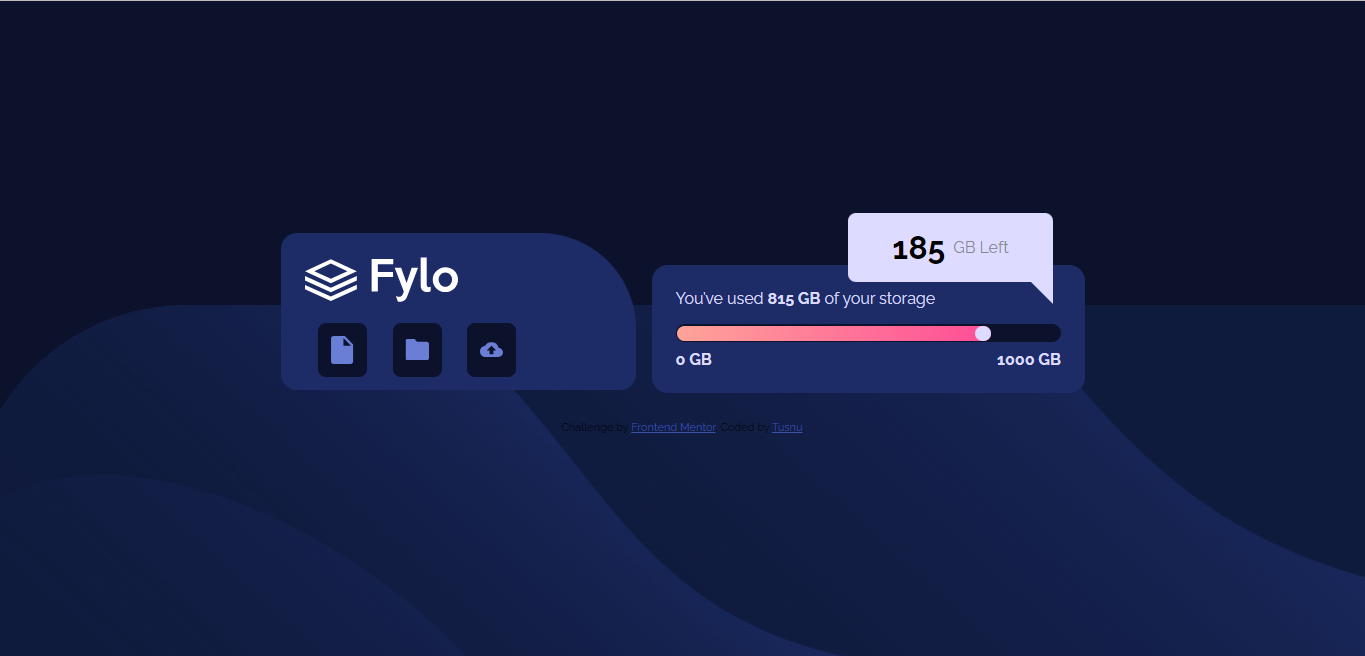 Fylo
185 GB Left
You've used 815 GB of your storage
0 GB 1000 GB
Challenge by Frontend Mentor. Coded by Tusnu